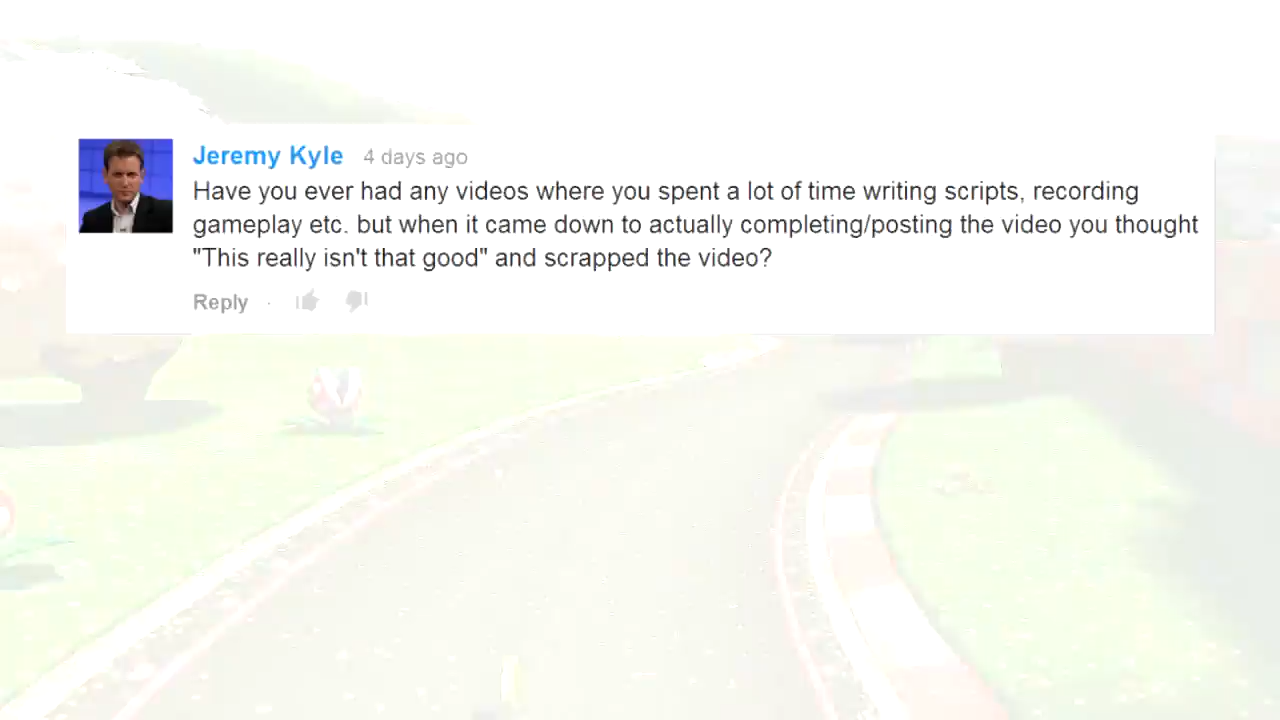 Jeremy Kyle 4 days ago
Have you ever had any videos where you spent a lot of time writing scripts, recording
gameplay etc. but when it came down to actually completing/posting the video you thought
"This really isn't that good" and scrapped the video?
Reply ·